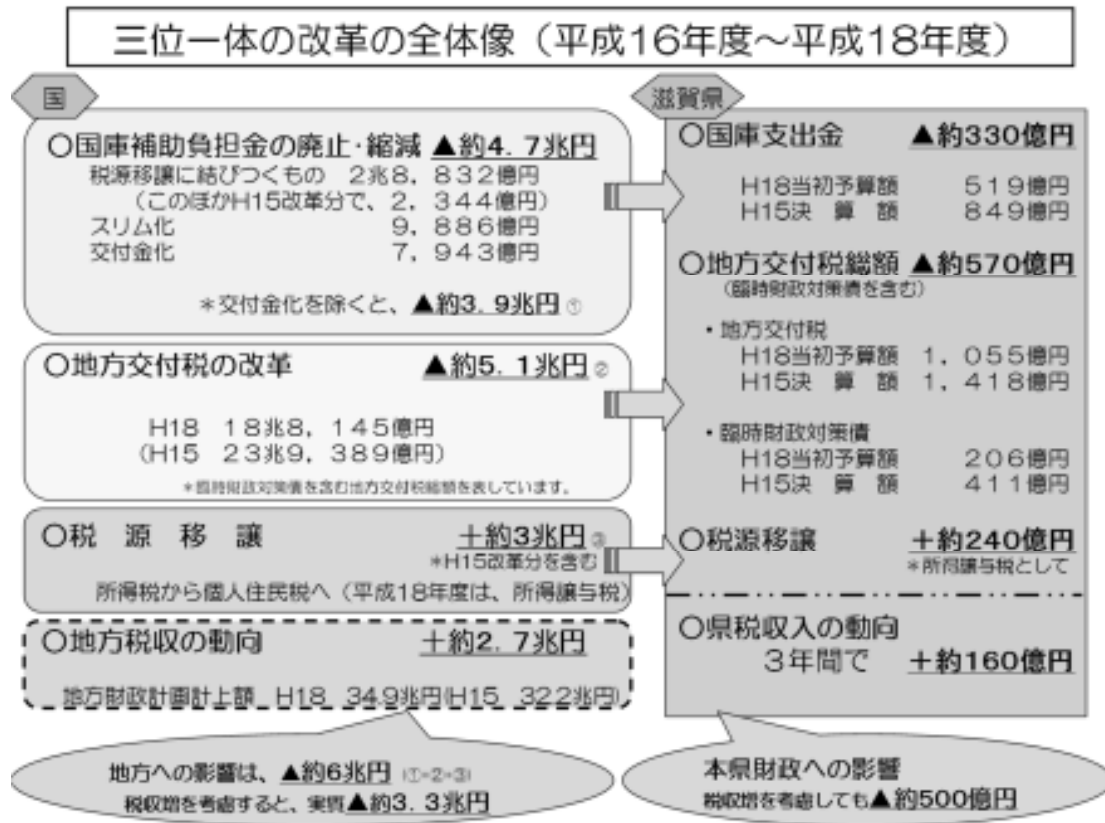 三位一体の改革の全体像（平成１６年度～平成１８年度）
国
○国庫補助負担金の廃止・縮減 ▲約４．７兆円
税源移譲に結びつくもの　２兆８，８３２億円
（このほかH15改革分で、２，３４４億円）
スリム化　９，８８６億円
交付金化　７，９４３億円
＊交付金化を除くと、▲約３．９兆円 ①
○地方交付税の改革　▲約５．１兆円 ②
H18　１８兆８，１４５億円
（H15　２３兆９，３８９億円）
＊臨時財政対策債を含む地方交付税総額を表しています。
○税　源　移　譲　＋約３兆円 ③
＊H15改革分を含む
所得税から個人住民税へ（平成18年度は、所得譲与税）
○地方税収の動向　＋約２．７兆円
地方財政計画計上額　H18　34.9兆円（H15　32.2兆円）
地方への影響は、▲約６兆円（①-②-③）
税収増を考慮すると、実質▲約３．３兆円
滋賀県
○国庫支出金　▲約330億円
H18当初予算額　５１９億円
H15決　算　額　８４９億円
○地方交付税総額 ▲約570億円
（臨時財政対策債を含む）
・地方交付税
H18当初予算額　１，０５５億円
H15決　算　額　１，４１８億円
・臨時財政対策債
H18当初予算額　２０６億円
H15決　算　額　４１１億円
○税源移譲　＋約240億円
＊所得譲与税として
○県税収入の動向
３年間で　＋約160億円
本県財政への影響
税収増を考慮しても▲約500億円